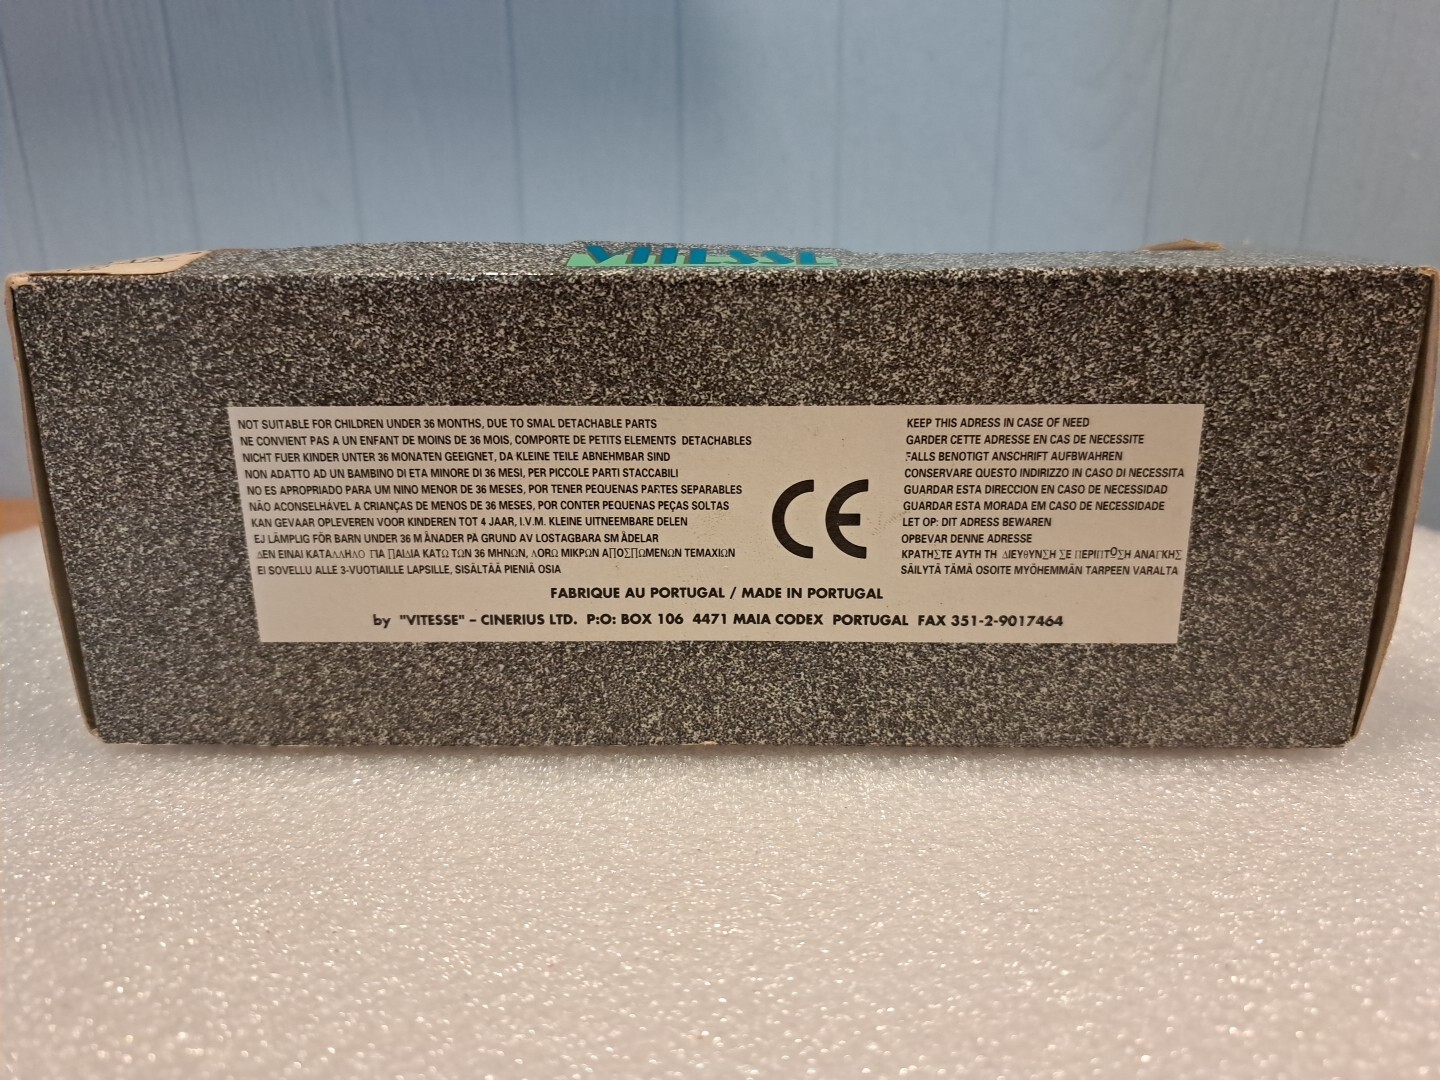 VITESSE
NOT SUITABLE FOR CHILDREN UNDER 36 MONTHS, DUE TO SMAL DETACHABLE PARTS
NE CONVIENT PAS A UN ENFANT DE MOINS DE 36 MOIS, COMPORTE DE PETITS ELEMENTS DETACHABLES
NICHT FUER KINDER UNTER 36 MONATEN GEEIGNET, DA KLEINE TEILE ABNEHMBAR SIND
NON ADATTO AD UN BAMBINO DI ETA MINORE DI 36 MESI, PER PICCOLE PARTI STACCABILI
NO ES APROPRIADO PARA UM NINO MENOR DE 36 MESES, POR TENER PEQUENAS PARTES SEPARABLES
NÃO ACONSELHÁVEL A CRIANÇAS DE MENOS DE 36 MESES, POR CONTER PEQUENAS PEÇAS SOLTAS
KAN GEVAAR OPLEVEREN VOOR KINDEREN TOT 4 JAAR, I.V.M. KLEINE UITNEEMBARE DELEN
EJ LÄMPLIG FÖR BARN UNDER 36 MÅNADER PÅ GRUND AV LOSTAGBARA SMÅDELAR
ΔΕΝ ΕΙΝΑΙ ΚΑΤΑΛΛΗΛΟ ΓΙΑ ΠΑΙΔΙΑ ΚΑΤΩ ΤΩΝ 36 ΜΗΝΩΝ, ΛΟΓΩ ΜΙΚΡΩΝ ΑΠΟΣΠΩΜΕΝΩΝ ΤΕΜΑΧΙΩΝ
EI SOVELLU ALLE 3-VUOTIAILLE LAPSILLE, SISÄLTÄÄ PIENIÄ OSIA
CE
KEEP THIS ADRESS IN CASE OF NEED
GARDER CETTE ADRESSE EN CAS DE NECESSITE
FALLS BENOTIGT ANSCHRIFT AUFBWAHREN
CONSERVARE QUESTO INDIRIZZO IN CASO DI NECESSITA
GUARDAR ESTA DIRECCION EN CASO DE NECESSIDAD
GUARDAR ESTA MORADA EM CASO DE NECESSIDADE
LET OP: DIT ADRESS BEWAREN
OPBEVAR DENNE ADRESSE
ΚΡΑΤΗΣΤΕ ΑΥΤΗ ΤΗ ΔΙΕΥθΥΝΣΗ ΣΕ ΠΕΡΙΠΤΟΣΗ ΑΝΑΓΚΗΣ
SÄILYTÄ TÄMÄ OSOITE MYÖHEMMÄN TARPEEN VARALTA
FABRIQUE AU PORTUGAL / MADE IN PORTUGAL
by "VITESSE" – CINERIUS LTD. P:O: BOX 106 4471 MAIA CODEX PORTUGAL FAX 351-2-9017464